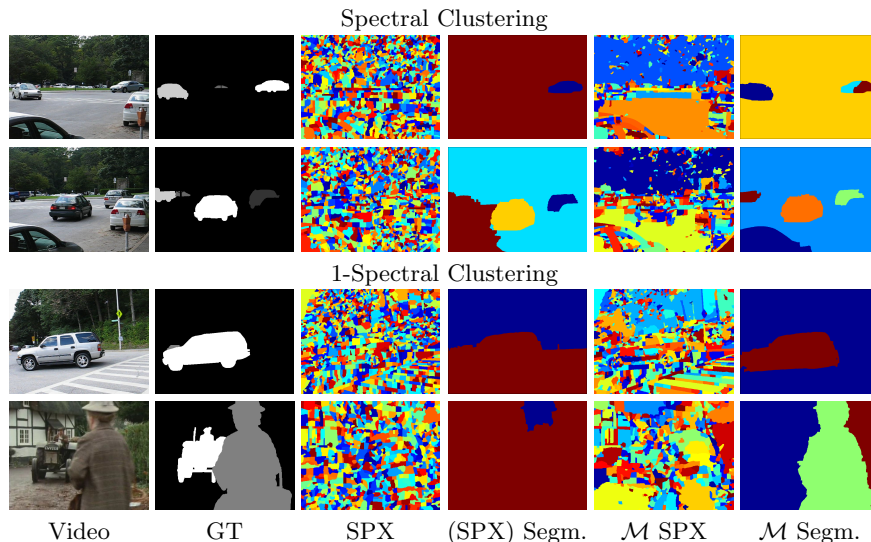 Spectral Clustering
1-Spectral Clustering
Video GT SPX (SPX) Segm. ℳ SPX ℳ Segm.